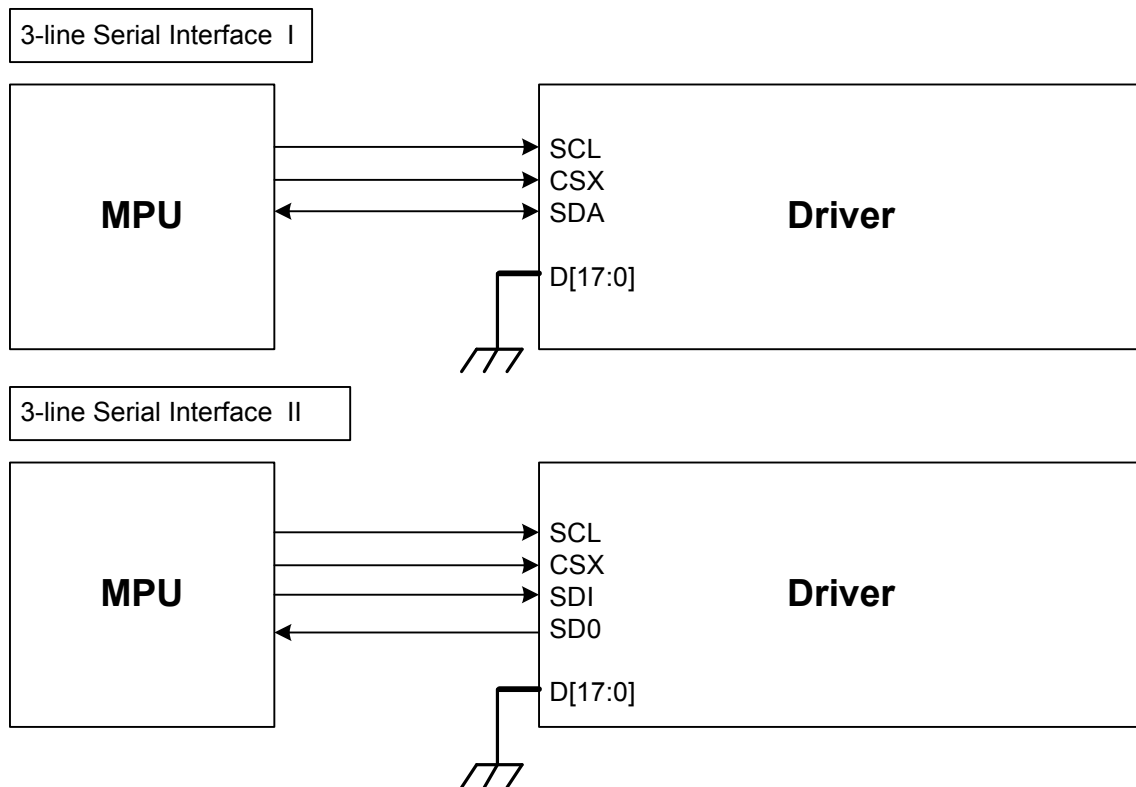 3-line Serial Interface I
MPU
SCL
CSX
SDA
D[17:0]
Driver
3-line Serial Interface II
MPU
SCL
CSX
SDI
SD0
D[17:0]
Driver